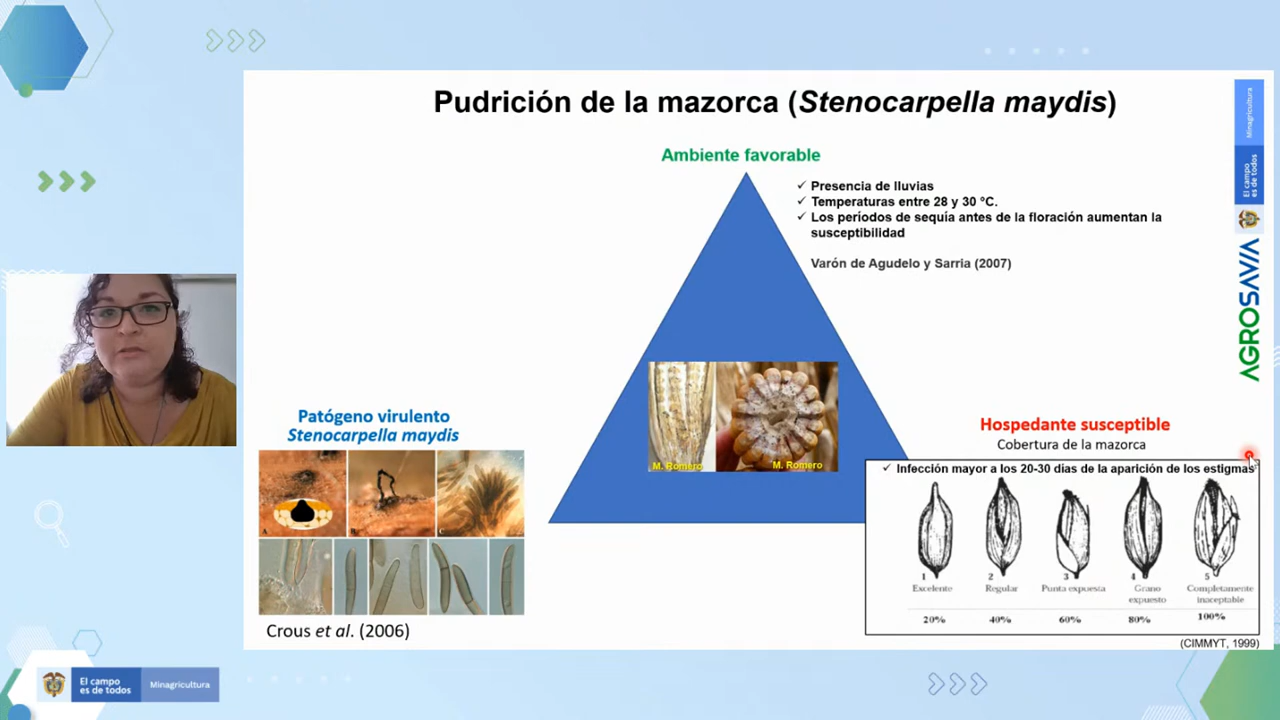 Pudrición de la mazorca (Stenocarpella maydis)
Ambiente favorable
✓ Presencia de lluvias
✓ Temperaturas entre 28 y 30 °C.
✓ Los períodos de sequía antes de la floración aumentan la
susceptibilidad
Varón de Agudelo y Sarria (2007)
Minagricultura
El campo
es de todos
AGROSAVIA
M. Romero
M. Romero
Patógeno virulento
Stenocarpella maydis
A
B
C
Crous et al. (2006)
Hospedante susceptible
Cobertura de la mazorca
✓ Infección mayor a los 20-30 días de la aparición de los estigmas
1 2 3 4 5
Excelente Regular Punta expuesta Grano expuesto Completamente inaceptable
20% 40% 60% 80% 100%
(CIMMYT, 1999)
El campo
es de todos
Minagricultura